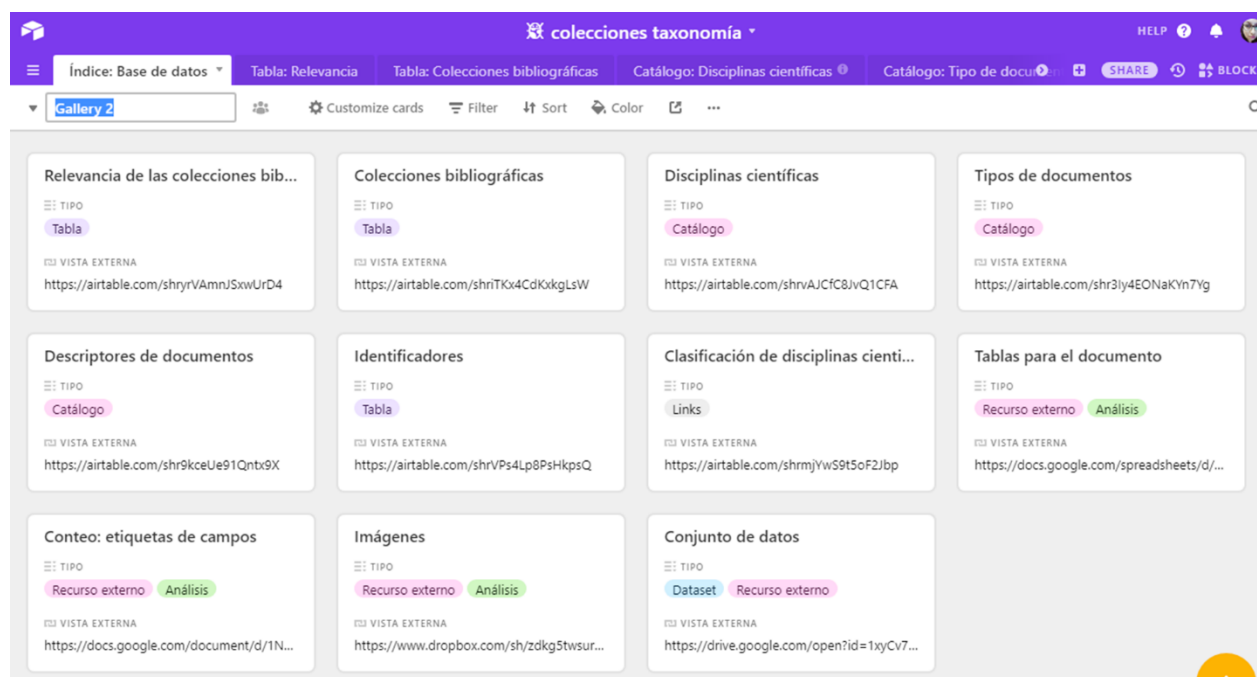 colecciones taxonomía
HELP
Índice: Base de datos
Tabla: Relevancia
Tabla: Colecciones bibliográficas
Catálogo: Disciplinas científicas
Catálogo: Tipo de docu
SHARE
BLOCK
Gallery 2
Customize cards
Filter
Sort
Color
Relevancia de las colecciones bib...
TIPO
Tabla
VISTA EXTERNA
https://airtable.com/shryrVAmnJSxwUrD4
Colecciones bibliográficas
TIPO
Tabla
VISTA EXTERNA
https://airtable.com/shriTKx4CdKxkgLsW
Disciplinas científicas
TIPO
Catálogo
VISTA EXTERNA
https://airtable.com/shrvAJCfC8JvQ1CFA
Tipos de documentos
TIPO
Catálogo
VISTA EXTERNA
https://airtable.com/shr3Iy4EONaKYn7Yg
Descriptores de documentos
TIPO
Catálogo
VISTA EXTERNA
https://airtable.com/shr9kceUe91Qntx9X
Identificadores
TIPO
Tabla
VISTA EXTERNA
https://airtable.com/shrVPs4Lp8PsHkpsQ
Clasificación de disciplinas cienti...
TIPO
Links
VISTA EXTERNA
https://airtable.com/shrmjYwS9t5oF2Jbp
Tablas para el documento
TIPO
Recurso externo Análisis
VISTA EXTERNA
https://docs.google.com/spreadsheets/d/...
Conteo: etiquetas de campos
TIPO
Recurso externo Análisis
VISTA EXTERNA
https://docs.google.com/document/d/1N...
Imágenes
TIPO
Recurso externo Análisis
VISTA EXTERNA
https://www.dropbox.com/sh/zdkg5twsur...
Conjunto de datos
TIPO
Dataset Recurso externo
VISTA EXTERNA
https://drive.google.com/open?id=1xyCv7...